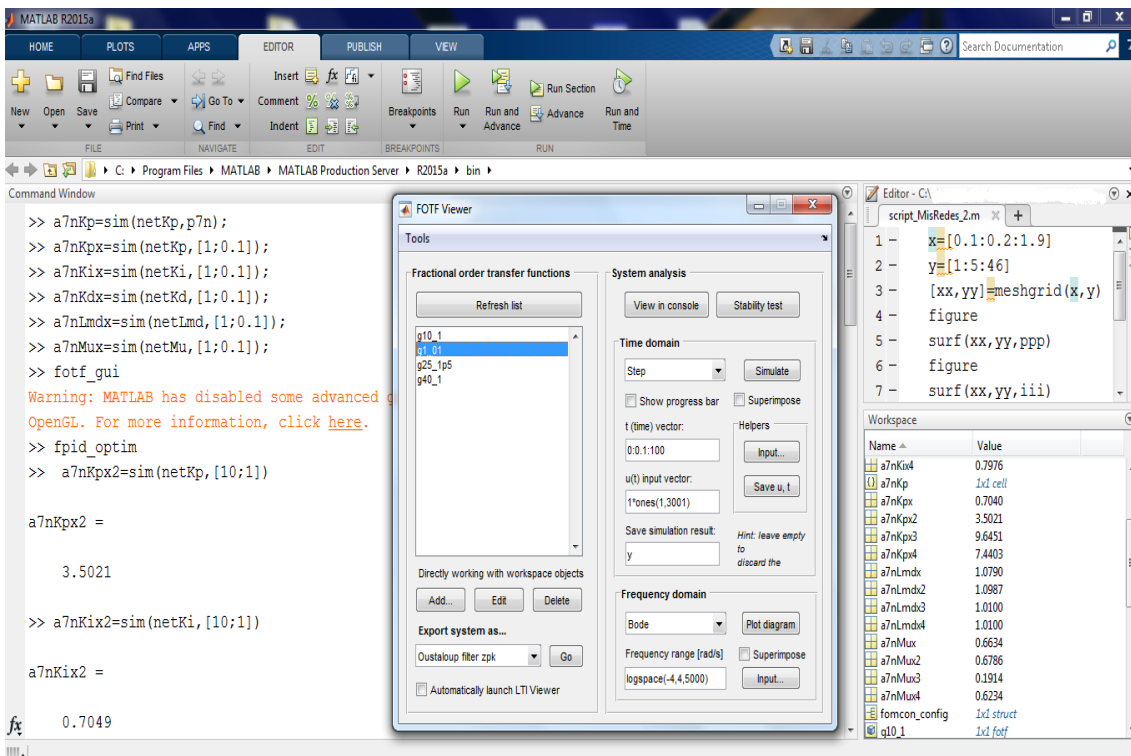 MATLAB R2015a
HOME PLOTS APPS EDITOR PUBLISH VIEW
Search Documentation
New Open Save
Find Files
Compare
Print
FILE
Go To
Find
NAVIGATE
Insert fx
Comment %
Indent
EDIT
Breakpoints
BREAKPOINTS
Run
Run and Advance
Run Section
Advance
Run and Time
RUN
C: Program Files MATLAB MATLAB Production Server R2015a bin
Command Window
>> a7nKp=sim(netKp,p7n);
>> a7nKpx=sim(netKp,[1;0.1]);
>> a7nKix=sim(netKi,[1;0.1]);
>> a7nKdx=sim(netKd,[1;0.1]);
>> a7nLmdx=sim(netLmd,[1;0.1]);
>> a7nMux=sim(netMu,[1;0.1]);
>> fotf_gui
Warning: MATLAB has disabled some advanced
OpenGL. For more information, click here.
>> fpid_optim
>> a7nKpx2=sim(netKp,[10;1])
a7nKpx2 =
3.5021
>> a7nKix2=sim(netKi,[10;1])
a7nKix2 =
0.7049
fx
FOTF Viewer
Tools
Fractional order transfer functions
Refresh list
g10_1
g1_01
g25_1p5
g40_1
Directly working with workspace objects
Add... Edit Delete
Export system as...
Oustaloup filter zpk Go
Automatically launch LTI Viewer
System analysis
View in console Stability test
Time domain
Step Simulate
Show progress bar Superimpose
t (time) vector:
0:0.1:100
u(t) input vector:
1*ones(1,3001)
Save simulation result:
y
Helpers
Input...
Save u, t
Hint: leave empty
to
discard the
Frequency domain
Bode Plot diagram
Frequency range [rad/s] Superimpose
logspace(-4,4,5000) Input...
Editor - C:\
script_MisRedes_2.m × +
1 – x=[0.1:0.2:1.9]
2 – y=[1:5:46]
3 – [xx,yy]=meshgrid(x,y)
4 – figure
5 – surf(xx,yy,ppp)
6 – figure
7 – surf(xx,yy,iii)
Workspace
Name Value
a7nKix4 0.7976
a7nKp 1x1 cell
a7nKpx 0.7040
a7nKpx2 3.5021
a7nKpx3 9.6451
a7nKpx4 7.4403
a7nLmdx 1.0790
a7nLmdx2 1.0987
a7nLmdx3 1.0100
a7nLmdx4 1.0100
a7nMux 0.6634
a7nMux2 0.6786
a7nMux3 0.1914
a7nMux4 0.6234
fomcon_config 1x1 struct
g10_1 1x1 fotf